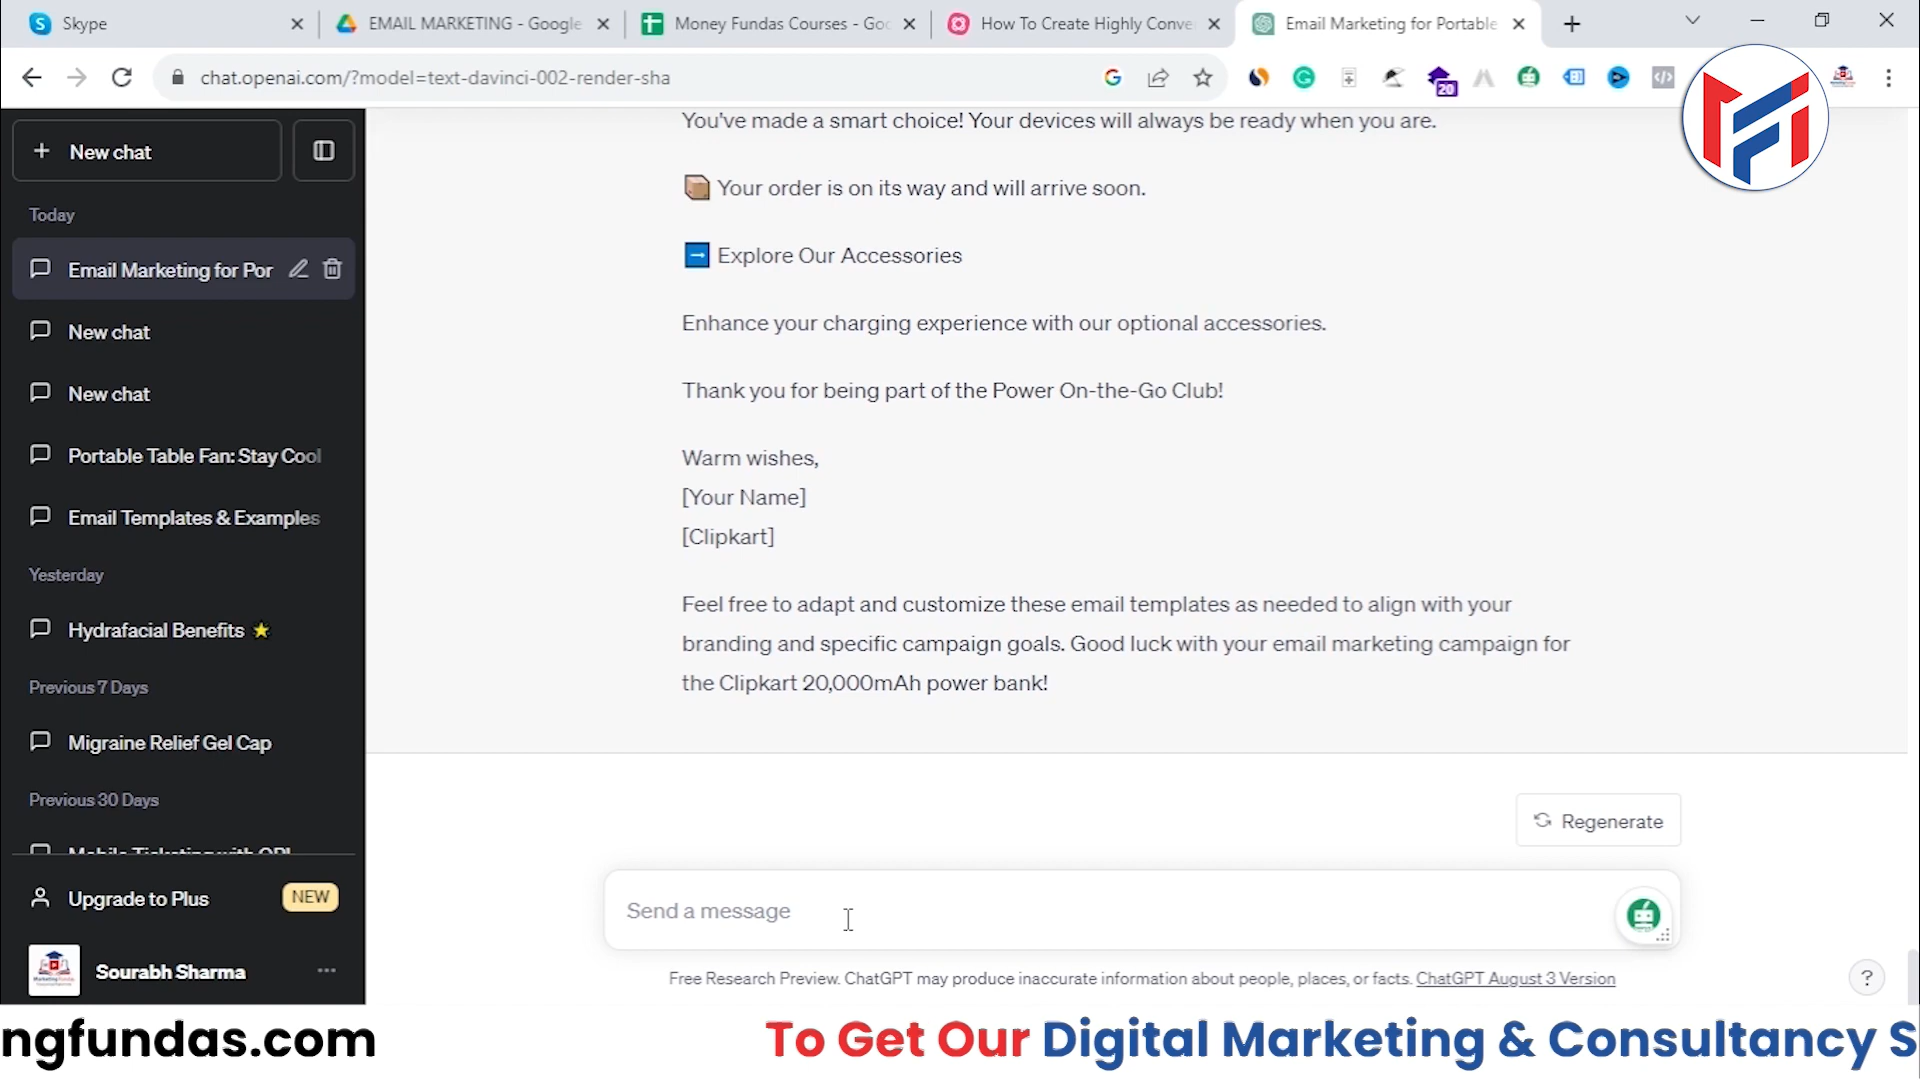 Skype
EMAIL MARKETING - Google
Money Fundas Courses - Goo
How To Create Highly Conve
Email Marketing for Portable
chat.openai.com/?model=text-davinci-002-render-sha
20
New chat
Today
Email Marketing for Por
New chat
New chat
Portable Table Fan: Stay Cool
Email Templates & Examples
Yesterday
Hydrafacial Benefits ⭐
Previous 7 Days
Migraine Relief Gel Cap
Previous 30 Days
Upgrade to Plus
NEW
Sourabh Sharma
You've made a smart choice! Your devices will always be ready when you are.
📦 Your order is on its way and will arrive soon.
➡️ Explore Our Accessories
Enhance your charging experience with our optional accessories.
Thank you for being part of the Power On-the-Go Club!
Warm wishes,
[Your Name]
[Clipkart]
Feel free to adapt and customize these email templates as needed to align with your
branding and specific campaign goals. Good luck with your email marketing campaign for
the Clipkart 20,000mAh power bank!
Regenerate
Send a message
Free Research Preview. ChatGPT may produce inaccurate information about people, places, or facts. ChatGPT August 3 Version
?
ngfundas.com
To Get Our Digital Marketing & Consultancy S